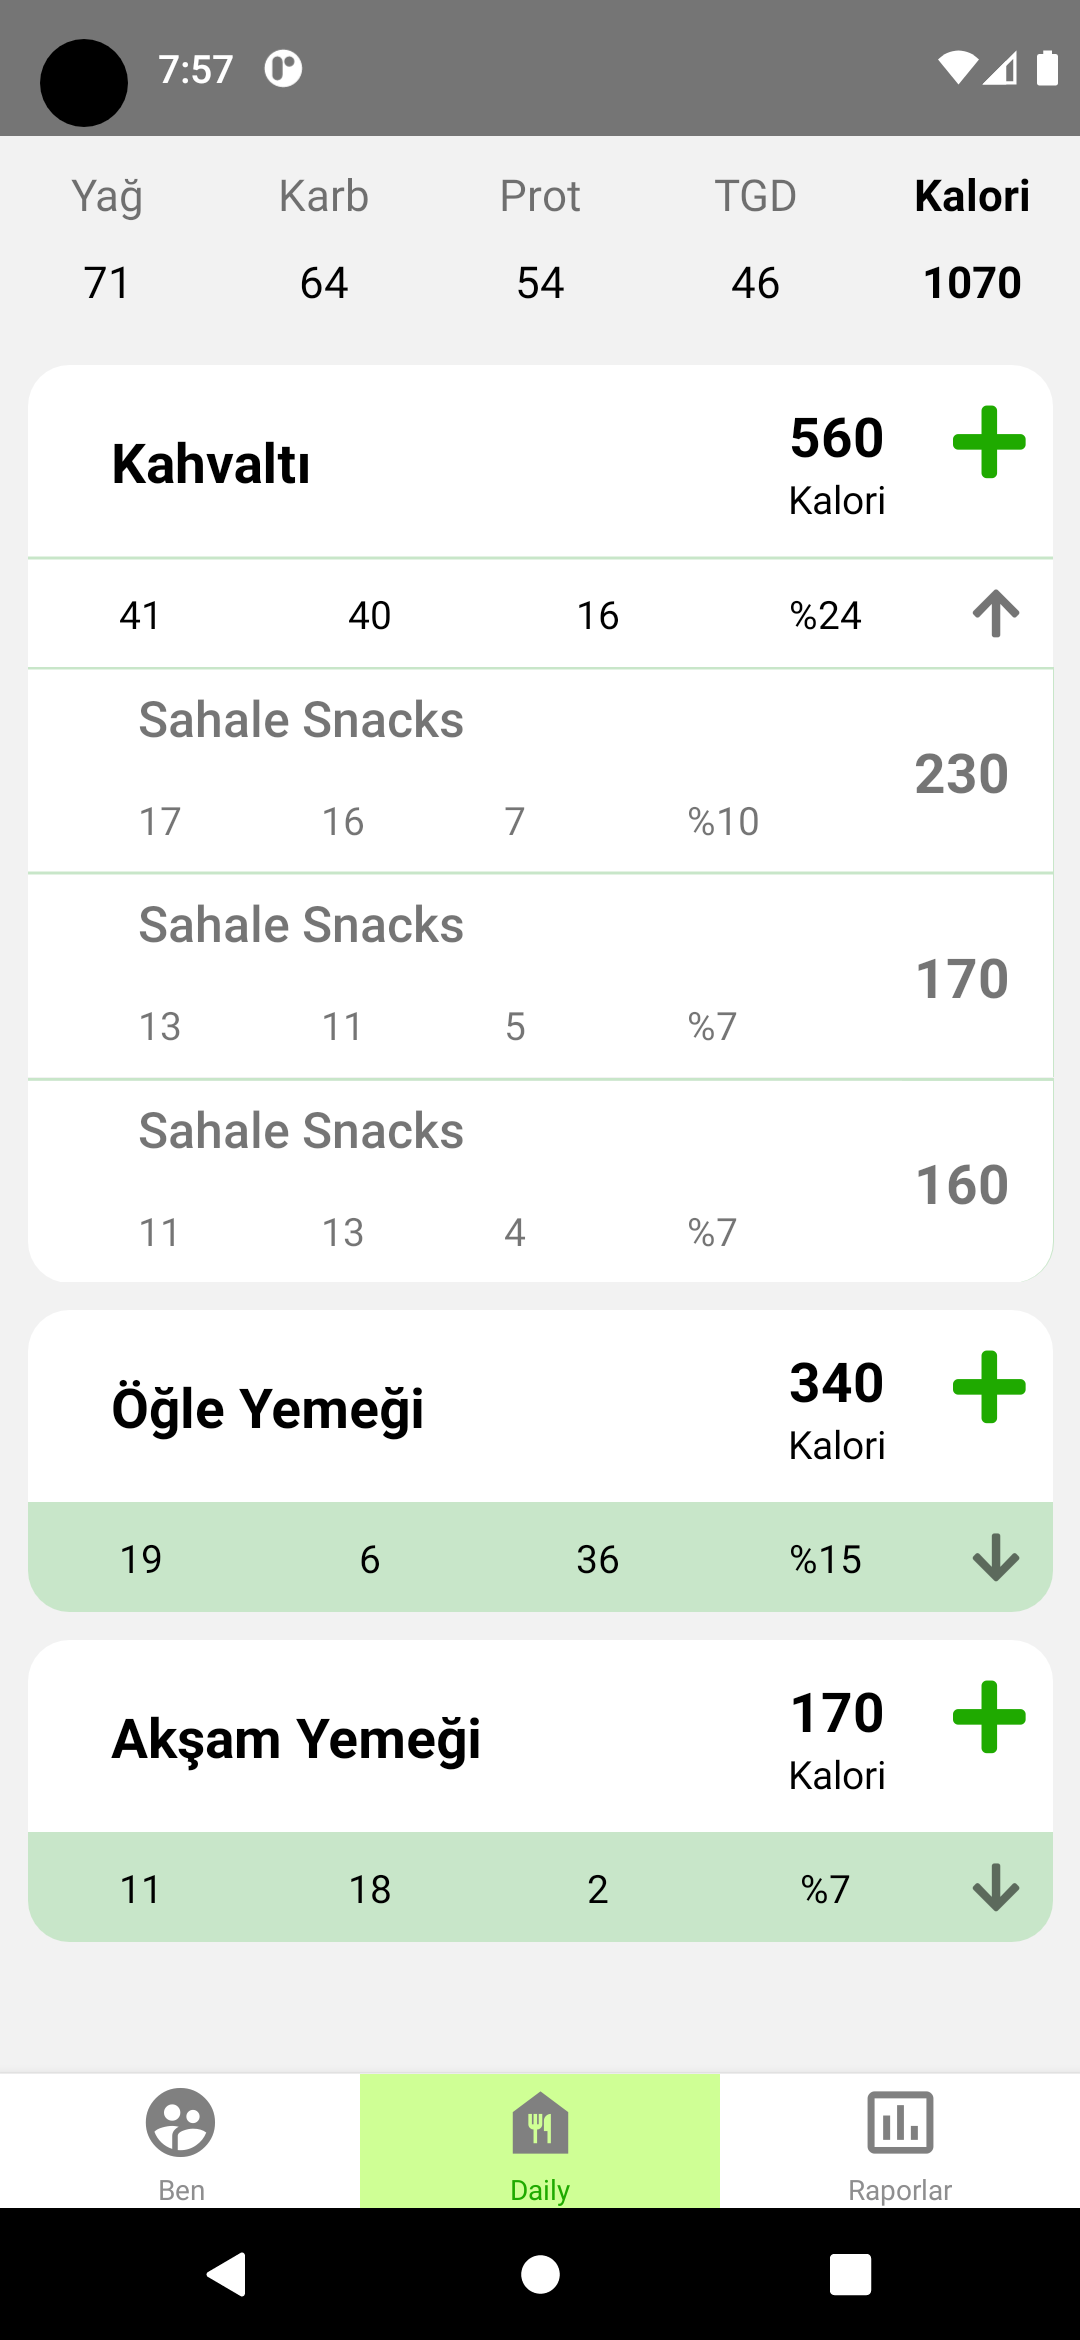 7:57
Yağ Karb Prot TGD Kalori
71 64 54 46 1070
Kahvaltı
560
Kalori
41 40 16 %24
Sahale Snacks
230
17 16 7 %10
Sahale Snacks
170
13 11 5 %7
Sahale Snacks
160
11 13 4 %7
Öğle Yemeği
340
Kalori
19 6 36 %15
Akşam Yemeği
170
Kalori
11 18 2 %7
Ben Daily Raporlar